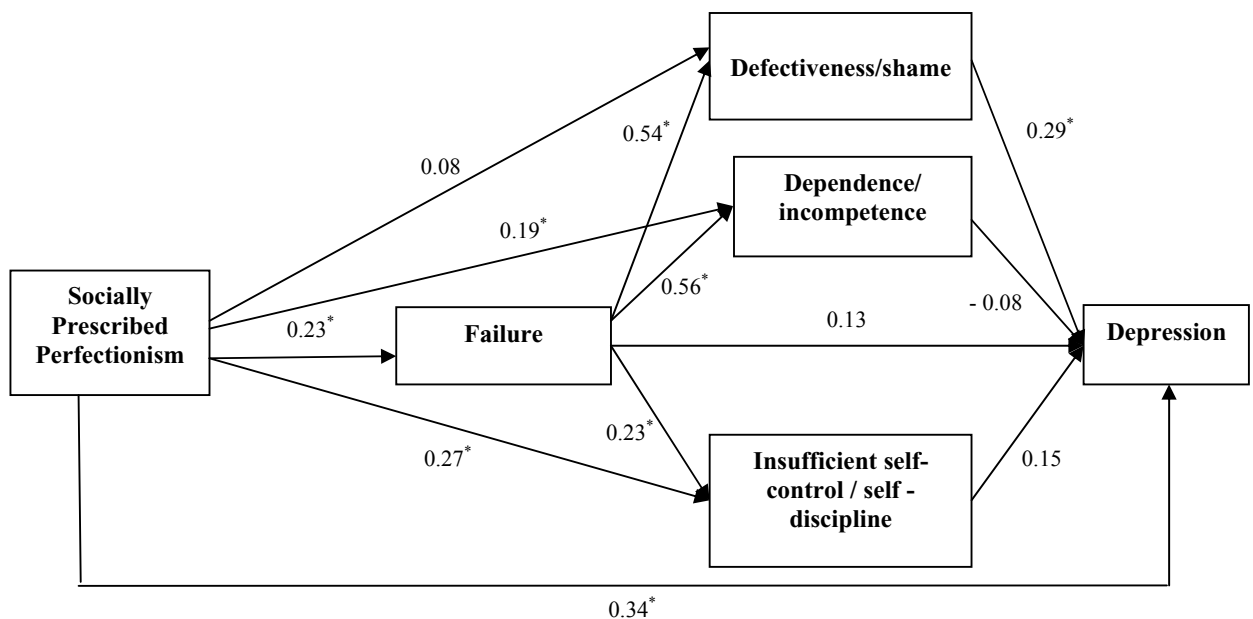 Defectiveness/shame
0.54*
0.29*
0.08
Dependence/
incompetence
0.19*
0.56*
- 0.08
Socially
Prescribed
Perfectionism
0.23*
Failure
0.13
Depression
0.27*
0.23*
Insufficient self-
control / self -
discipline
0.15
0.34*